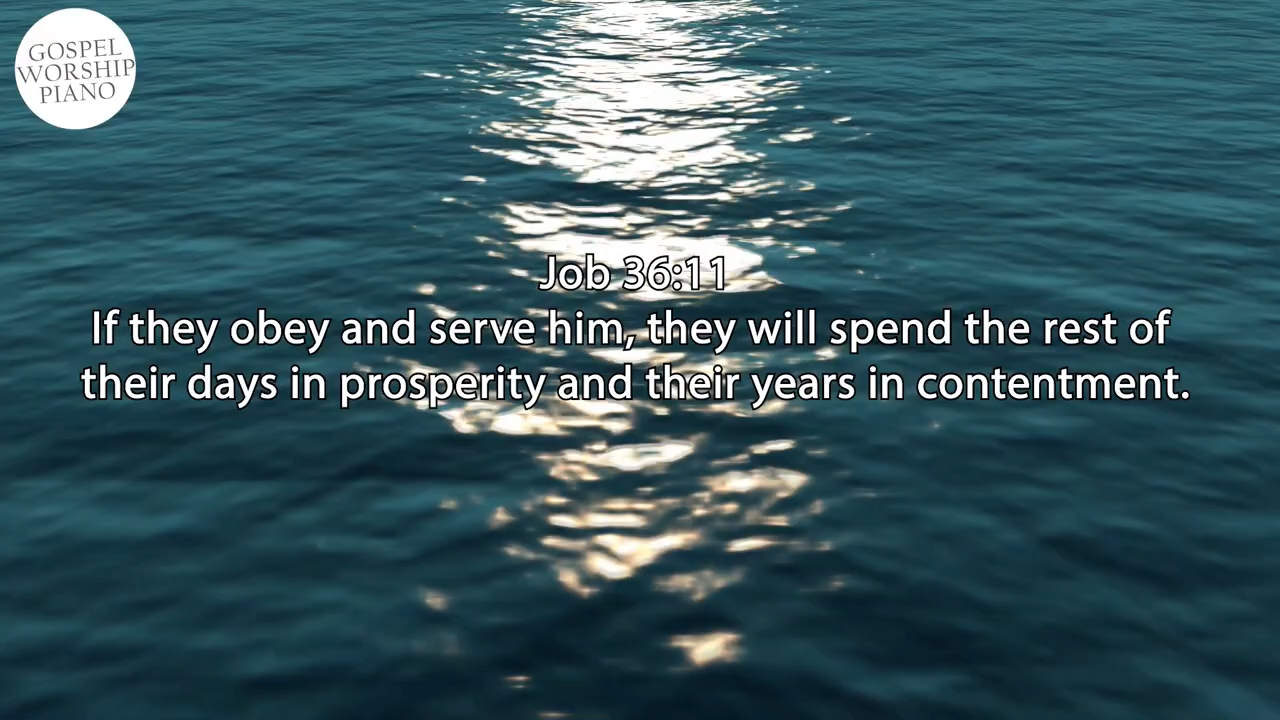 GOSPEL
WORSHIP
PIANO
Job 36:11
If they obey and serve him, they will spend the rest of
their days in prosperity and their years in contentment.